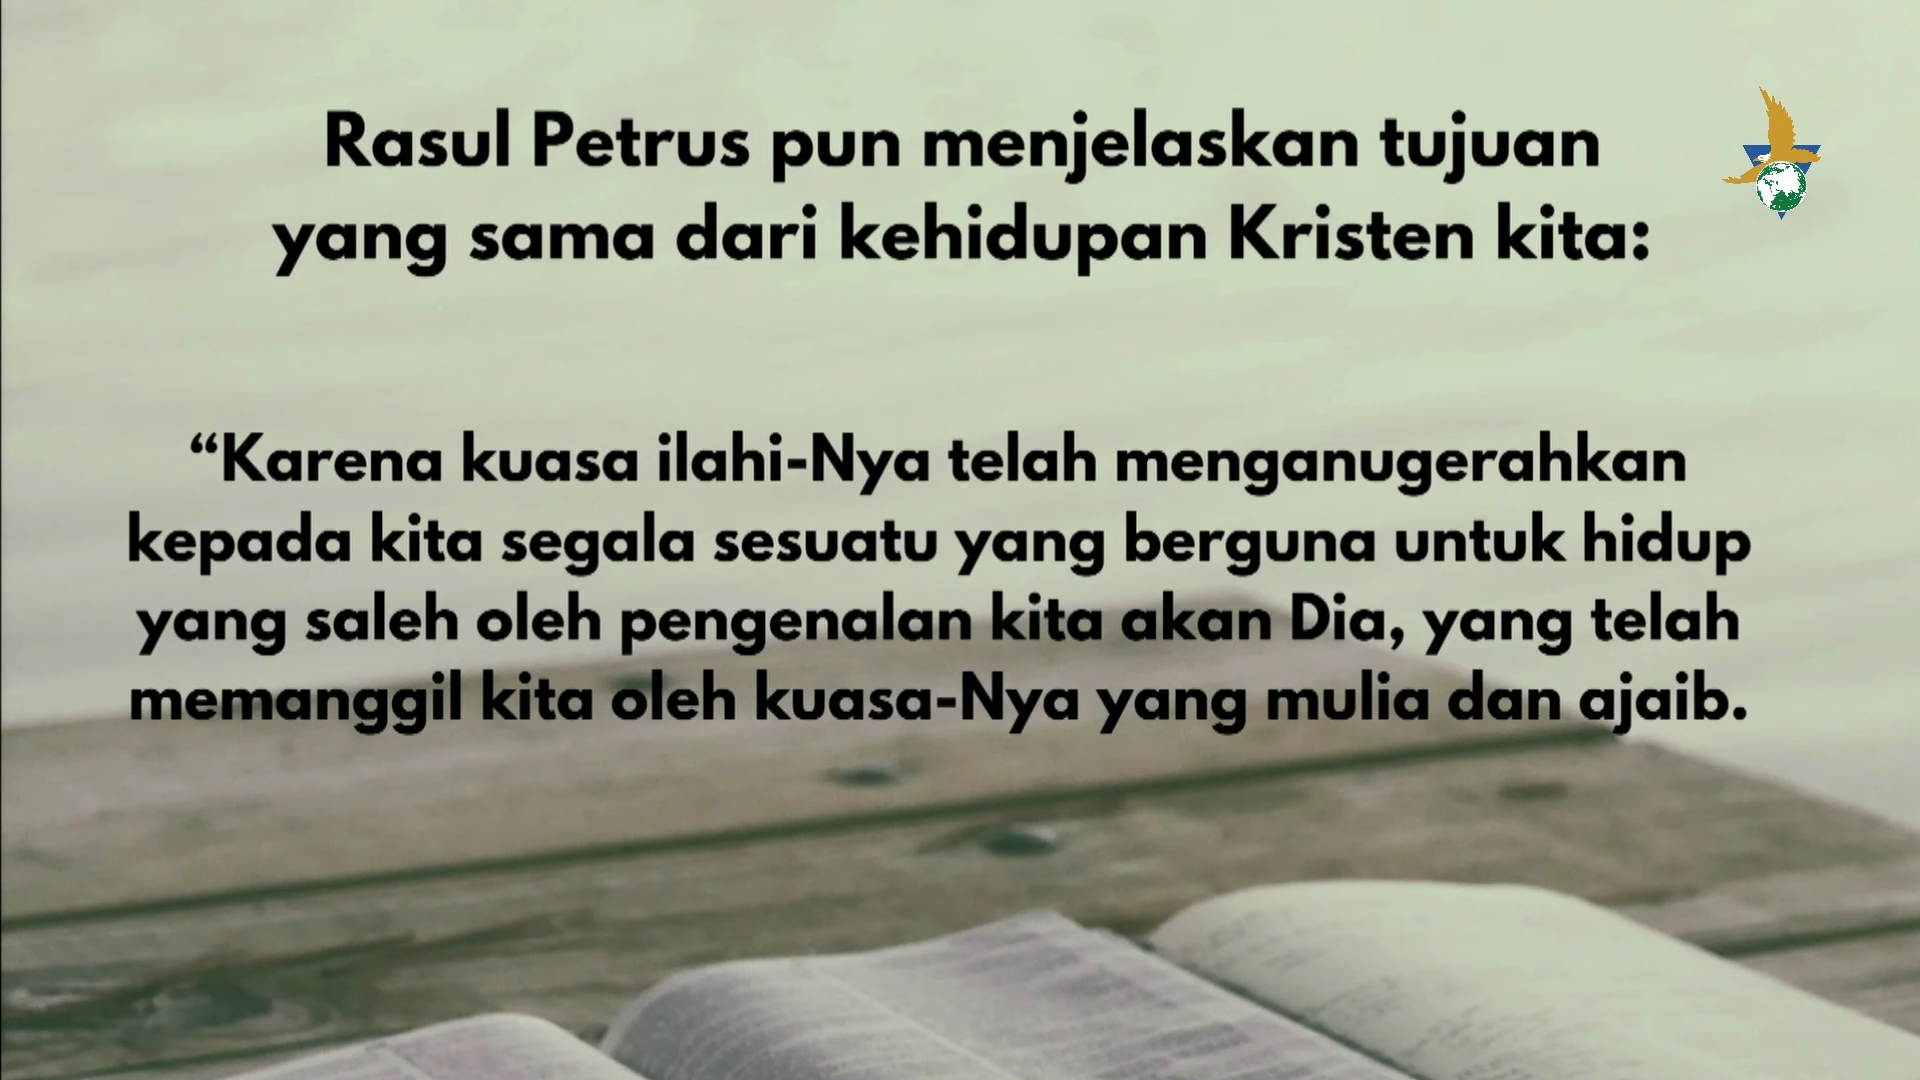 Rasul Petrus pun menjelaskan tujuan
yang sama dari kehidupan Kristen kita:
“Karena kuasa ilahi-Nya telah menganugerahkan
kepada kita segala sesuatu yang berguna untuk hidup
yang saleh oleh pengenalan kita akan Dia, yang telah
memanggil kita oleh kuasa-Nya yang mulia dan ajaib.